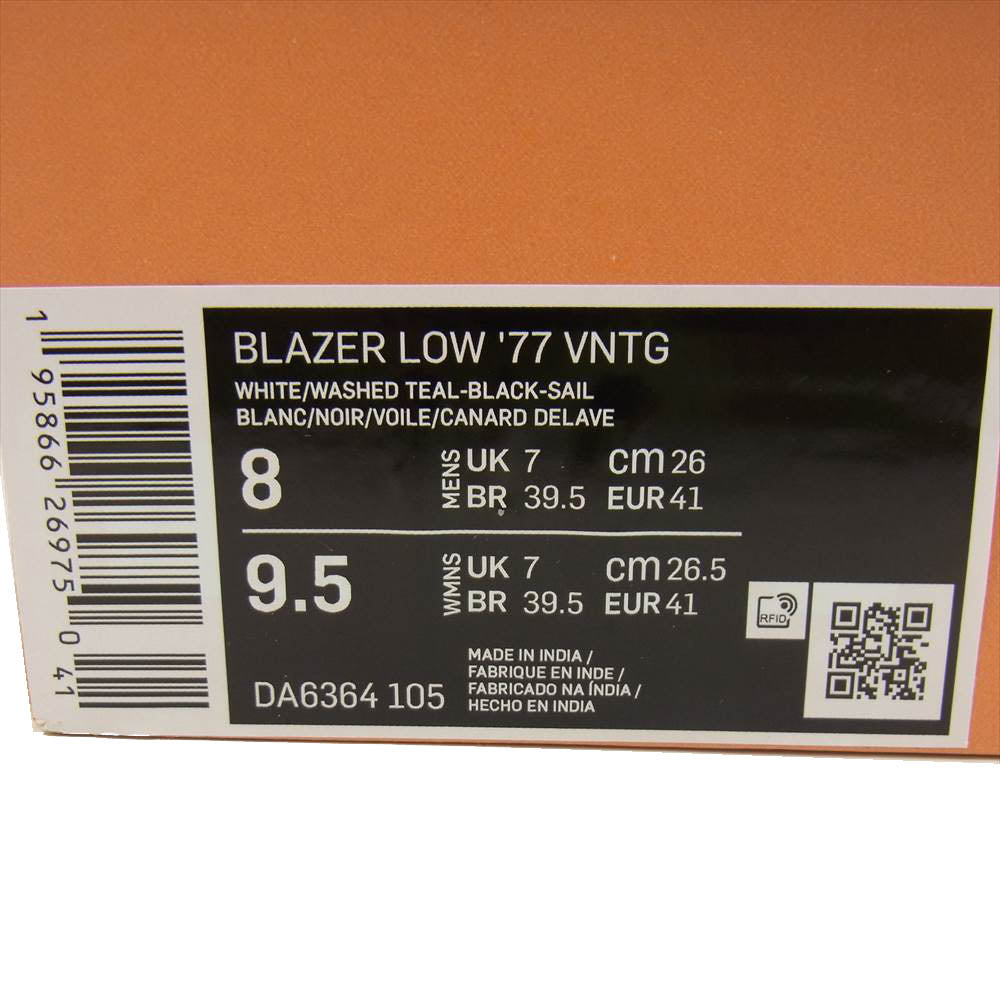 1 95866 26975 0 41
BLAZER LOW '77 VNTG
WHITE/WASHED TEAL-BLACK-SAIL
BLANC/NOIR/VOILE/CANARD DELAVE
8 MENS UK 7 cm 26
BR 39.5 EUR 41
9.5 WMNS UK 7 cm 26.5
BR 39.5 EUR 41
RFID
MADE IN INDIA /
FABRIQUE EN INDE /
FABRICADO NA ÍNDIA /
HECHO EN INDIA
DA6364 105